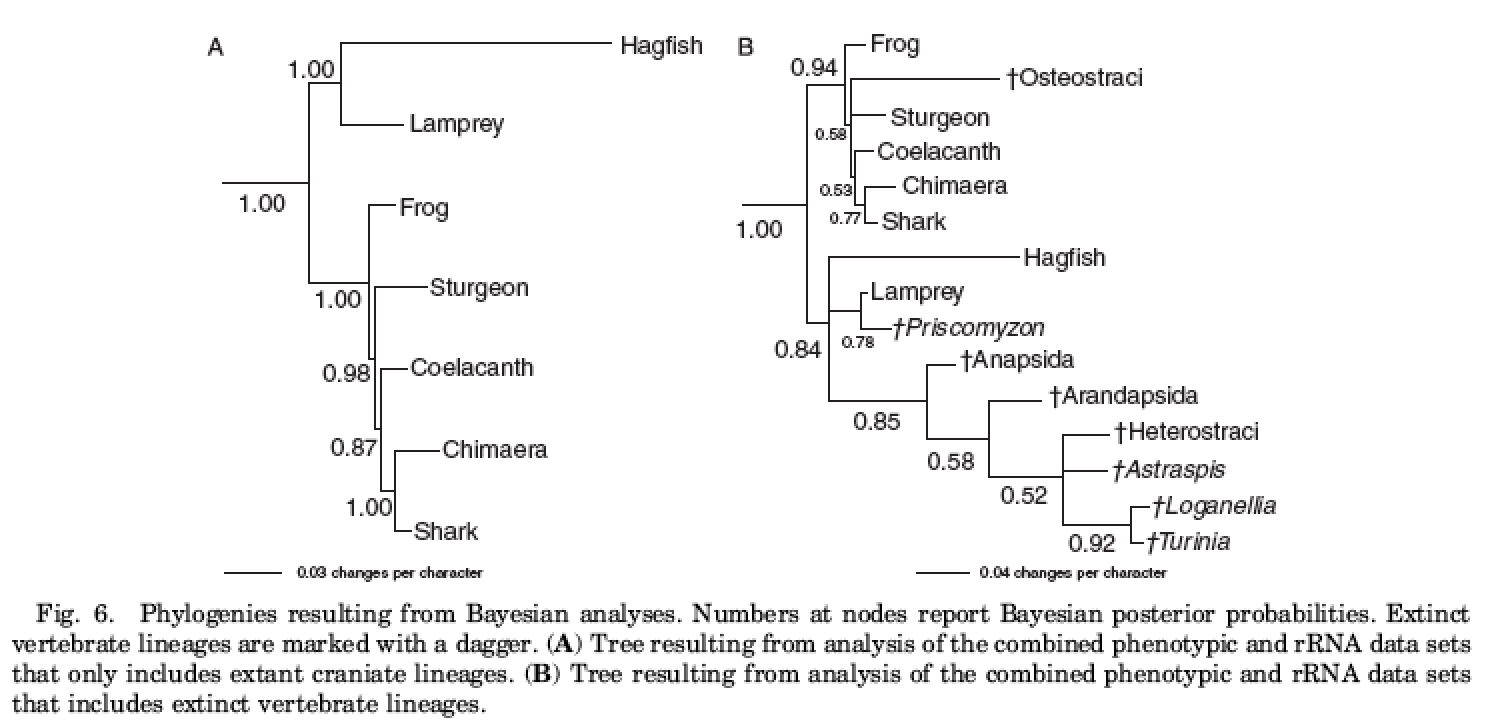 A
Hagfish
1.00
Lamprey
1.00
Frog
1.00
Sturgeon
0.98
Coelacanth
0.87
Chimaera
1.00
Shark
0.03 changes per character
B
Frog
0.94
†Osteostraci
Sturgeon
0.58
Coelacanth
0.53
Chimaera
0.77
Shark
1.00
Hagfish
Lamprey
†Priscomyzon
0.84
0.78
†Anapsida
†Arandapsida
0.85
†Heterostraci
0.58
†Astraspis
0.52
†Loganellia
0.92
†Turinia
0.04 changes per character
Fig. 6. Phylogenies resulting from Bayesian analyses. Numbers at nodes report Bayesian posterior probabilities. Extinct
vertebrate lineages are marked with a dagger. (A) Tree resulting from analysis of the combined phenotypic and rRNA data sets
that only includes extant craniate lineages. (B) Tree resulting from analysis of the combined phenotypic and rRNA data sets
that includes extinct vertebrate lineages.